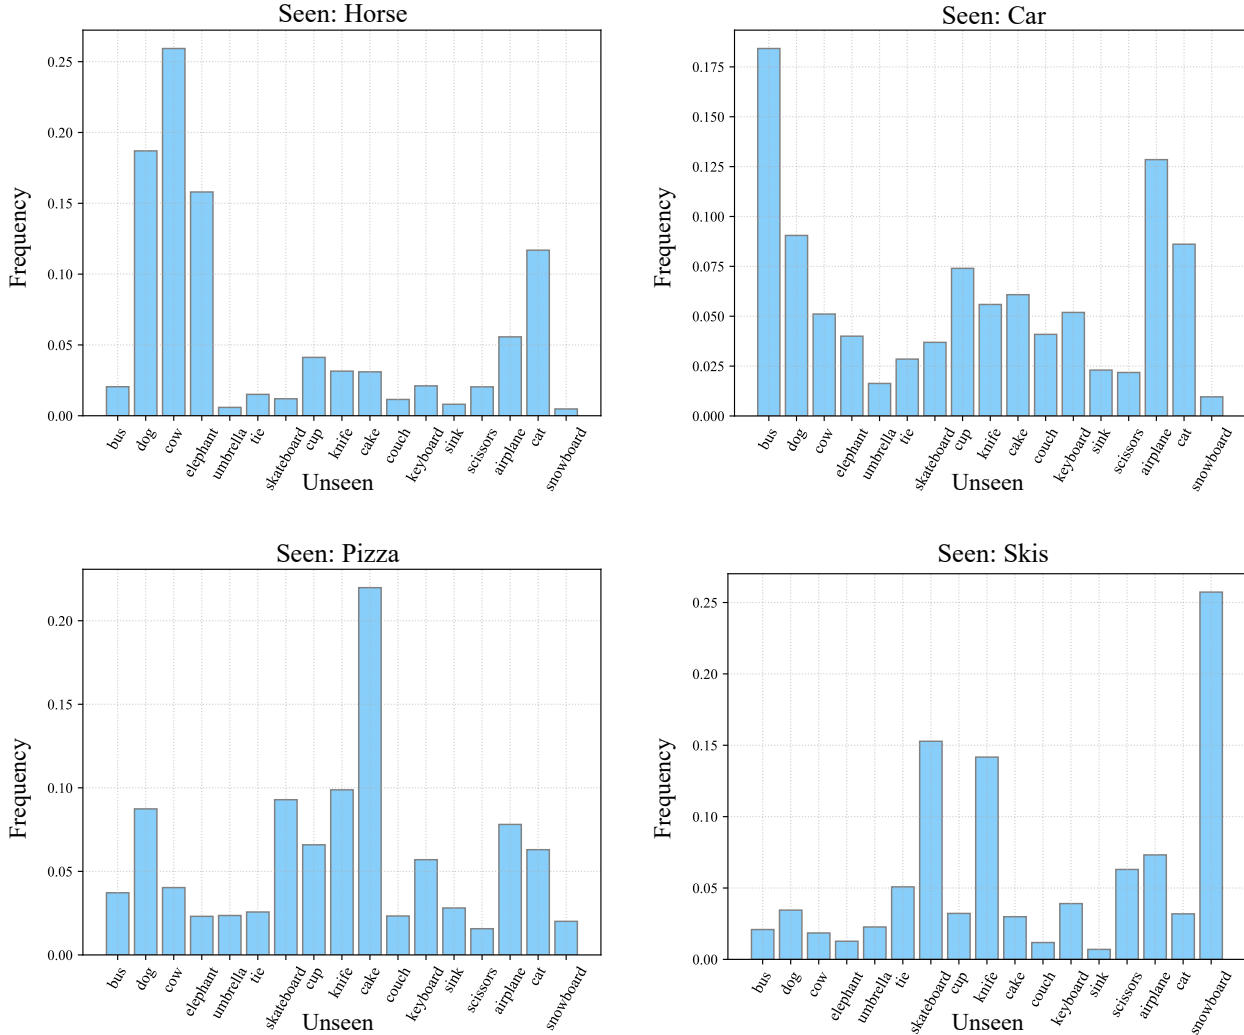 Seen: Horse
Frequency
0.25
0.20
0.15
0.10
0.05
0.00
bus dog cow elephant umbrella tie skateboard cup knife cake couch keyboard sink scissors airplane cat snowboard
Unseen
Seen: Car
Frequency
0.175
0.150
0.125
0.100
0.075
0.050
0.025
0.000
bus dog cow elephant umbrella tie skateboard cup knife cake couch keyboard sink scissors airplane cat snowboard
Unseen
Seen: Pizza
Frequency
0.20
0.15
0.10
0.05
0.00
bus dog cow elephant umbrella tie skateboard cup knife cake couch keyboard sink scissors airplane cat snowboard
Unseen
Seen: Skis
Frequency
0.25
0.20
0.15
0.10
0.05
0.00
bus dog cow elephant umbrella tie skateboard cup knife cake couch keyboard sink scissors airplane cat snowboard
Unseen